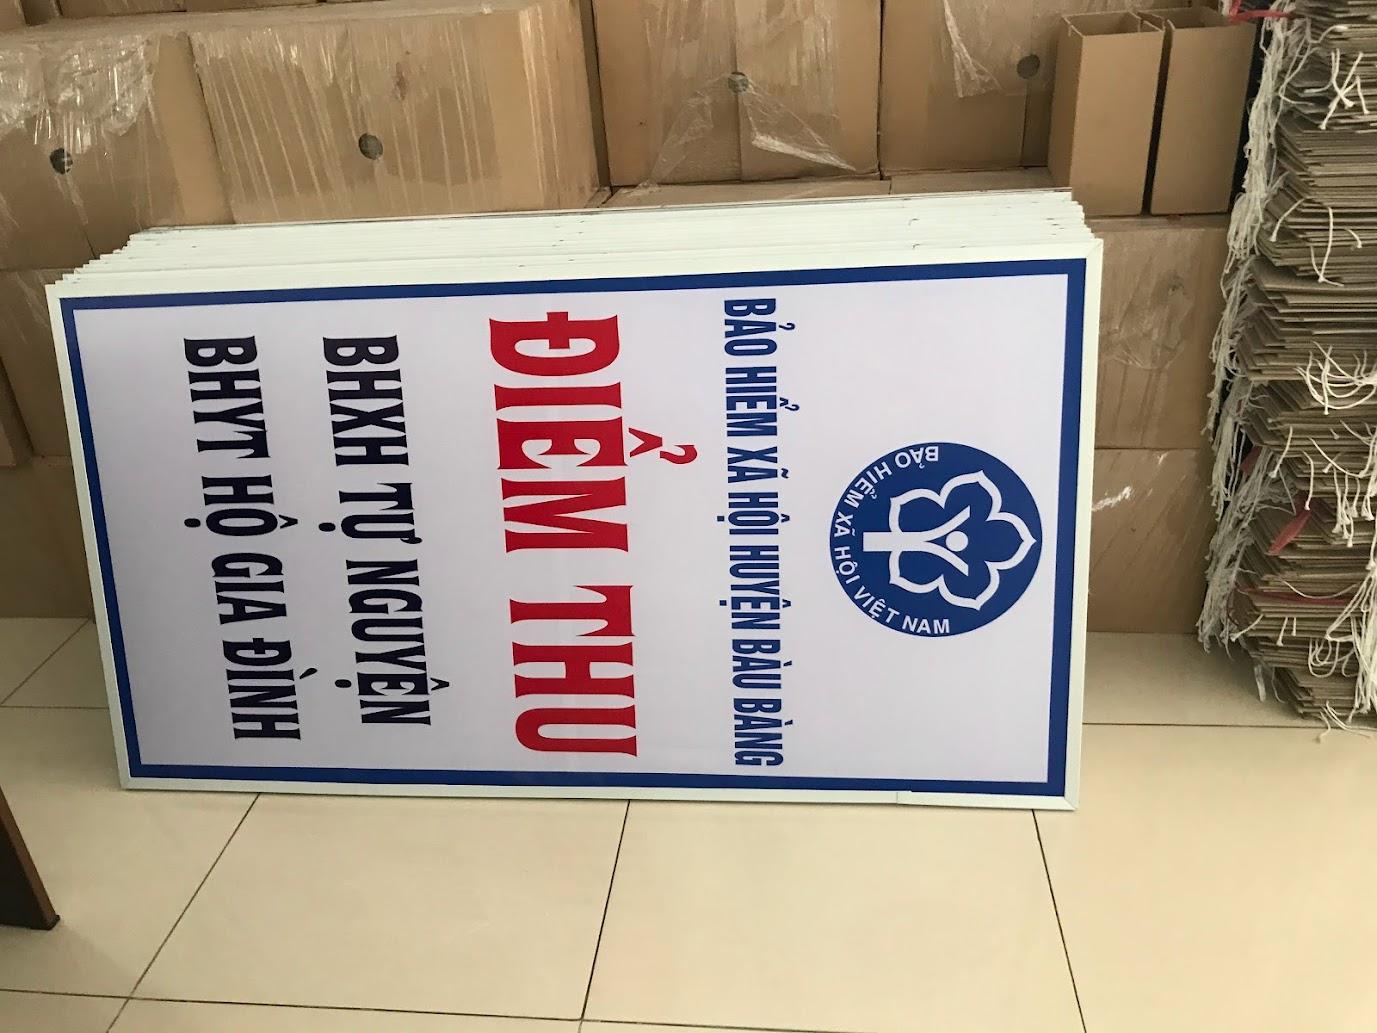 BẢO HIỂM XÃ HỘI VIỆT NAM
BẢO HIỂM XÃ HỘI HUYỆN BÀU BÀNG
ĐIỂM THU
BHXH TỰ NGUYỆN
BHYT HỘ GIA ĐÌNH